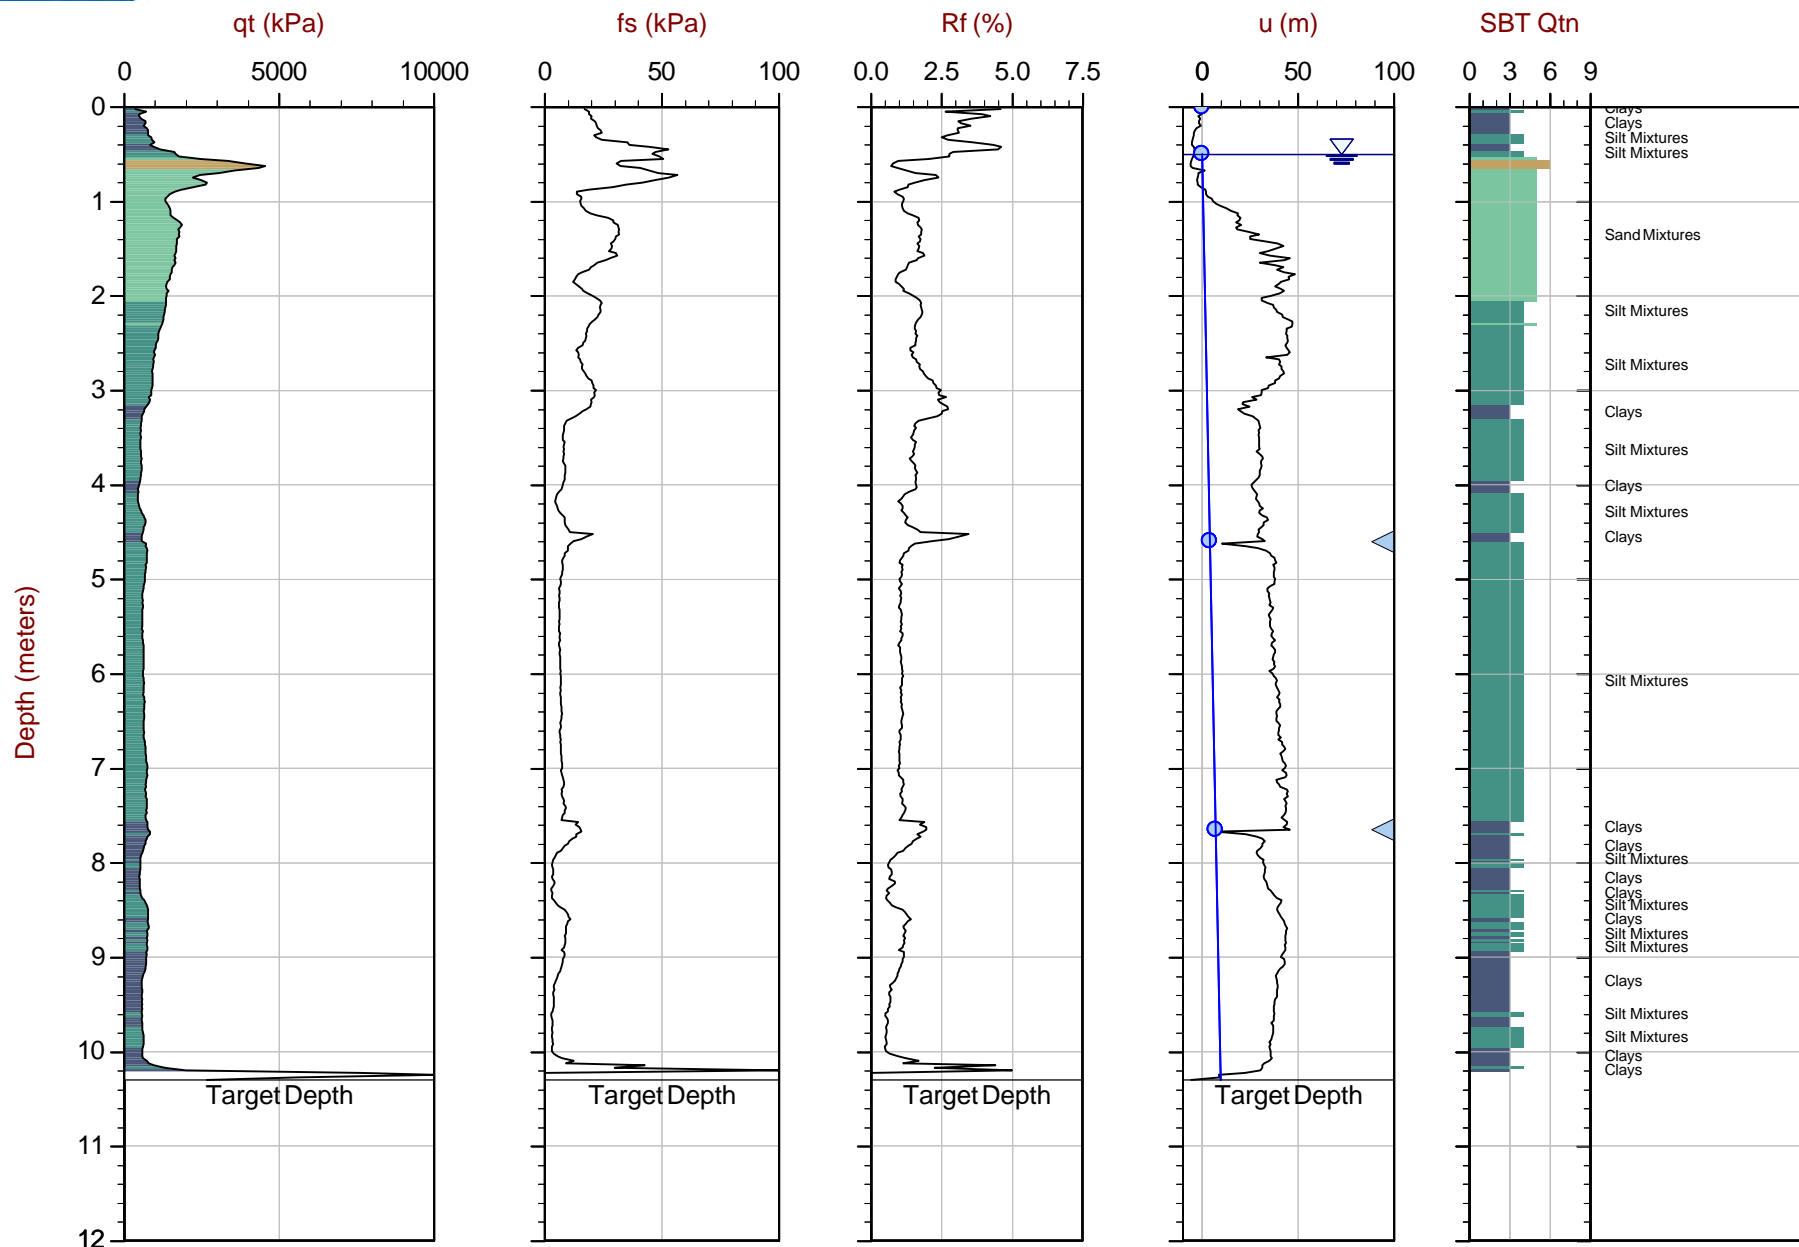 qt (kPa) fs (kPa) Rf (%) u (m) SBT Qtn
0 5000 10000 0 50 100 0.0 2.5 5.0 7.5 0 50 100 0 3 6 9
0
1
2
3
4
5
6
7
8
9
10
11
12
Depth (meters)
Clays
Clays
Silt Mixtures
Silt Mixtures
Sand Mixtures
Silt Mixtures
Silt Mixtures
Clays
Silt Mixtures
Clays
Silt Mixtures
Clays
Silt Mixtures
Clays
Clays
Silt Mixtures
Clays
Clays
Silt Mixtures
Clays
Silt Mixtures
Silt Mixtures
Clays
Silt Mixtures
Silt Mixtures
Clays
Clays
Target Depth Target Depth Target Depth Target Depth